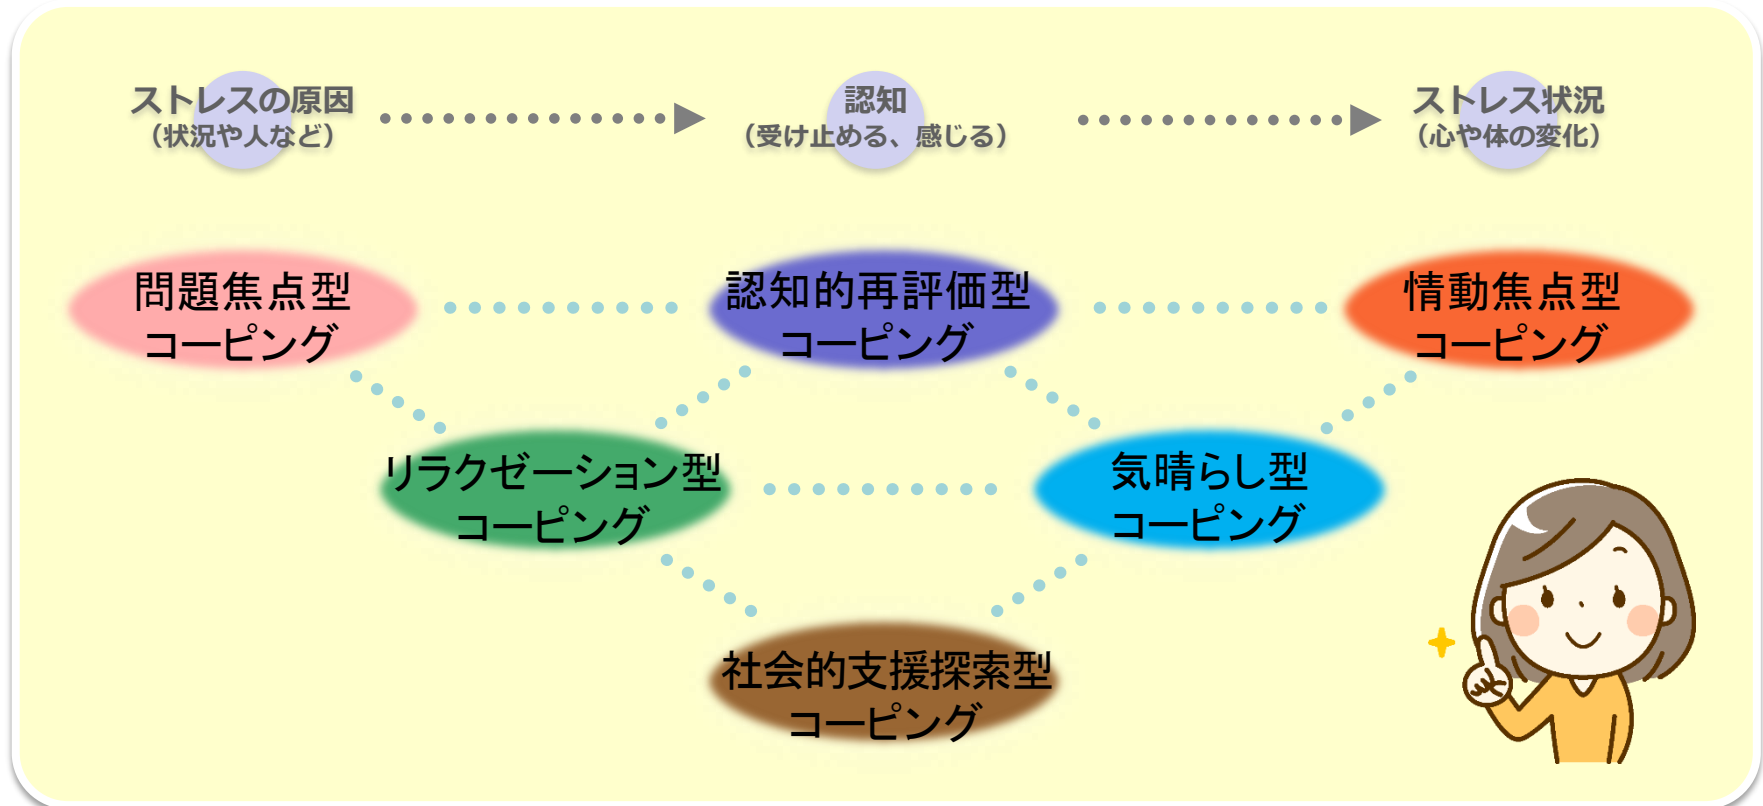 ストレスの原因
（状況や人など）
認知
（受け止める、感じる）
ストレス状況
（心や体の変化）
問題焦点型
コーピング
認知的再評価型
コーピング
情動焦点型
コーピング
リラクゼーション型
コーピング
気晴らし型
コーピング
社会的支援探索型
コーピング